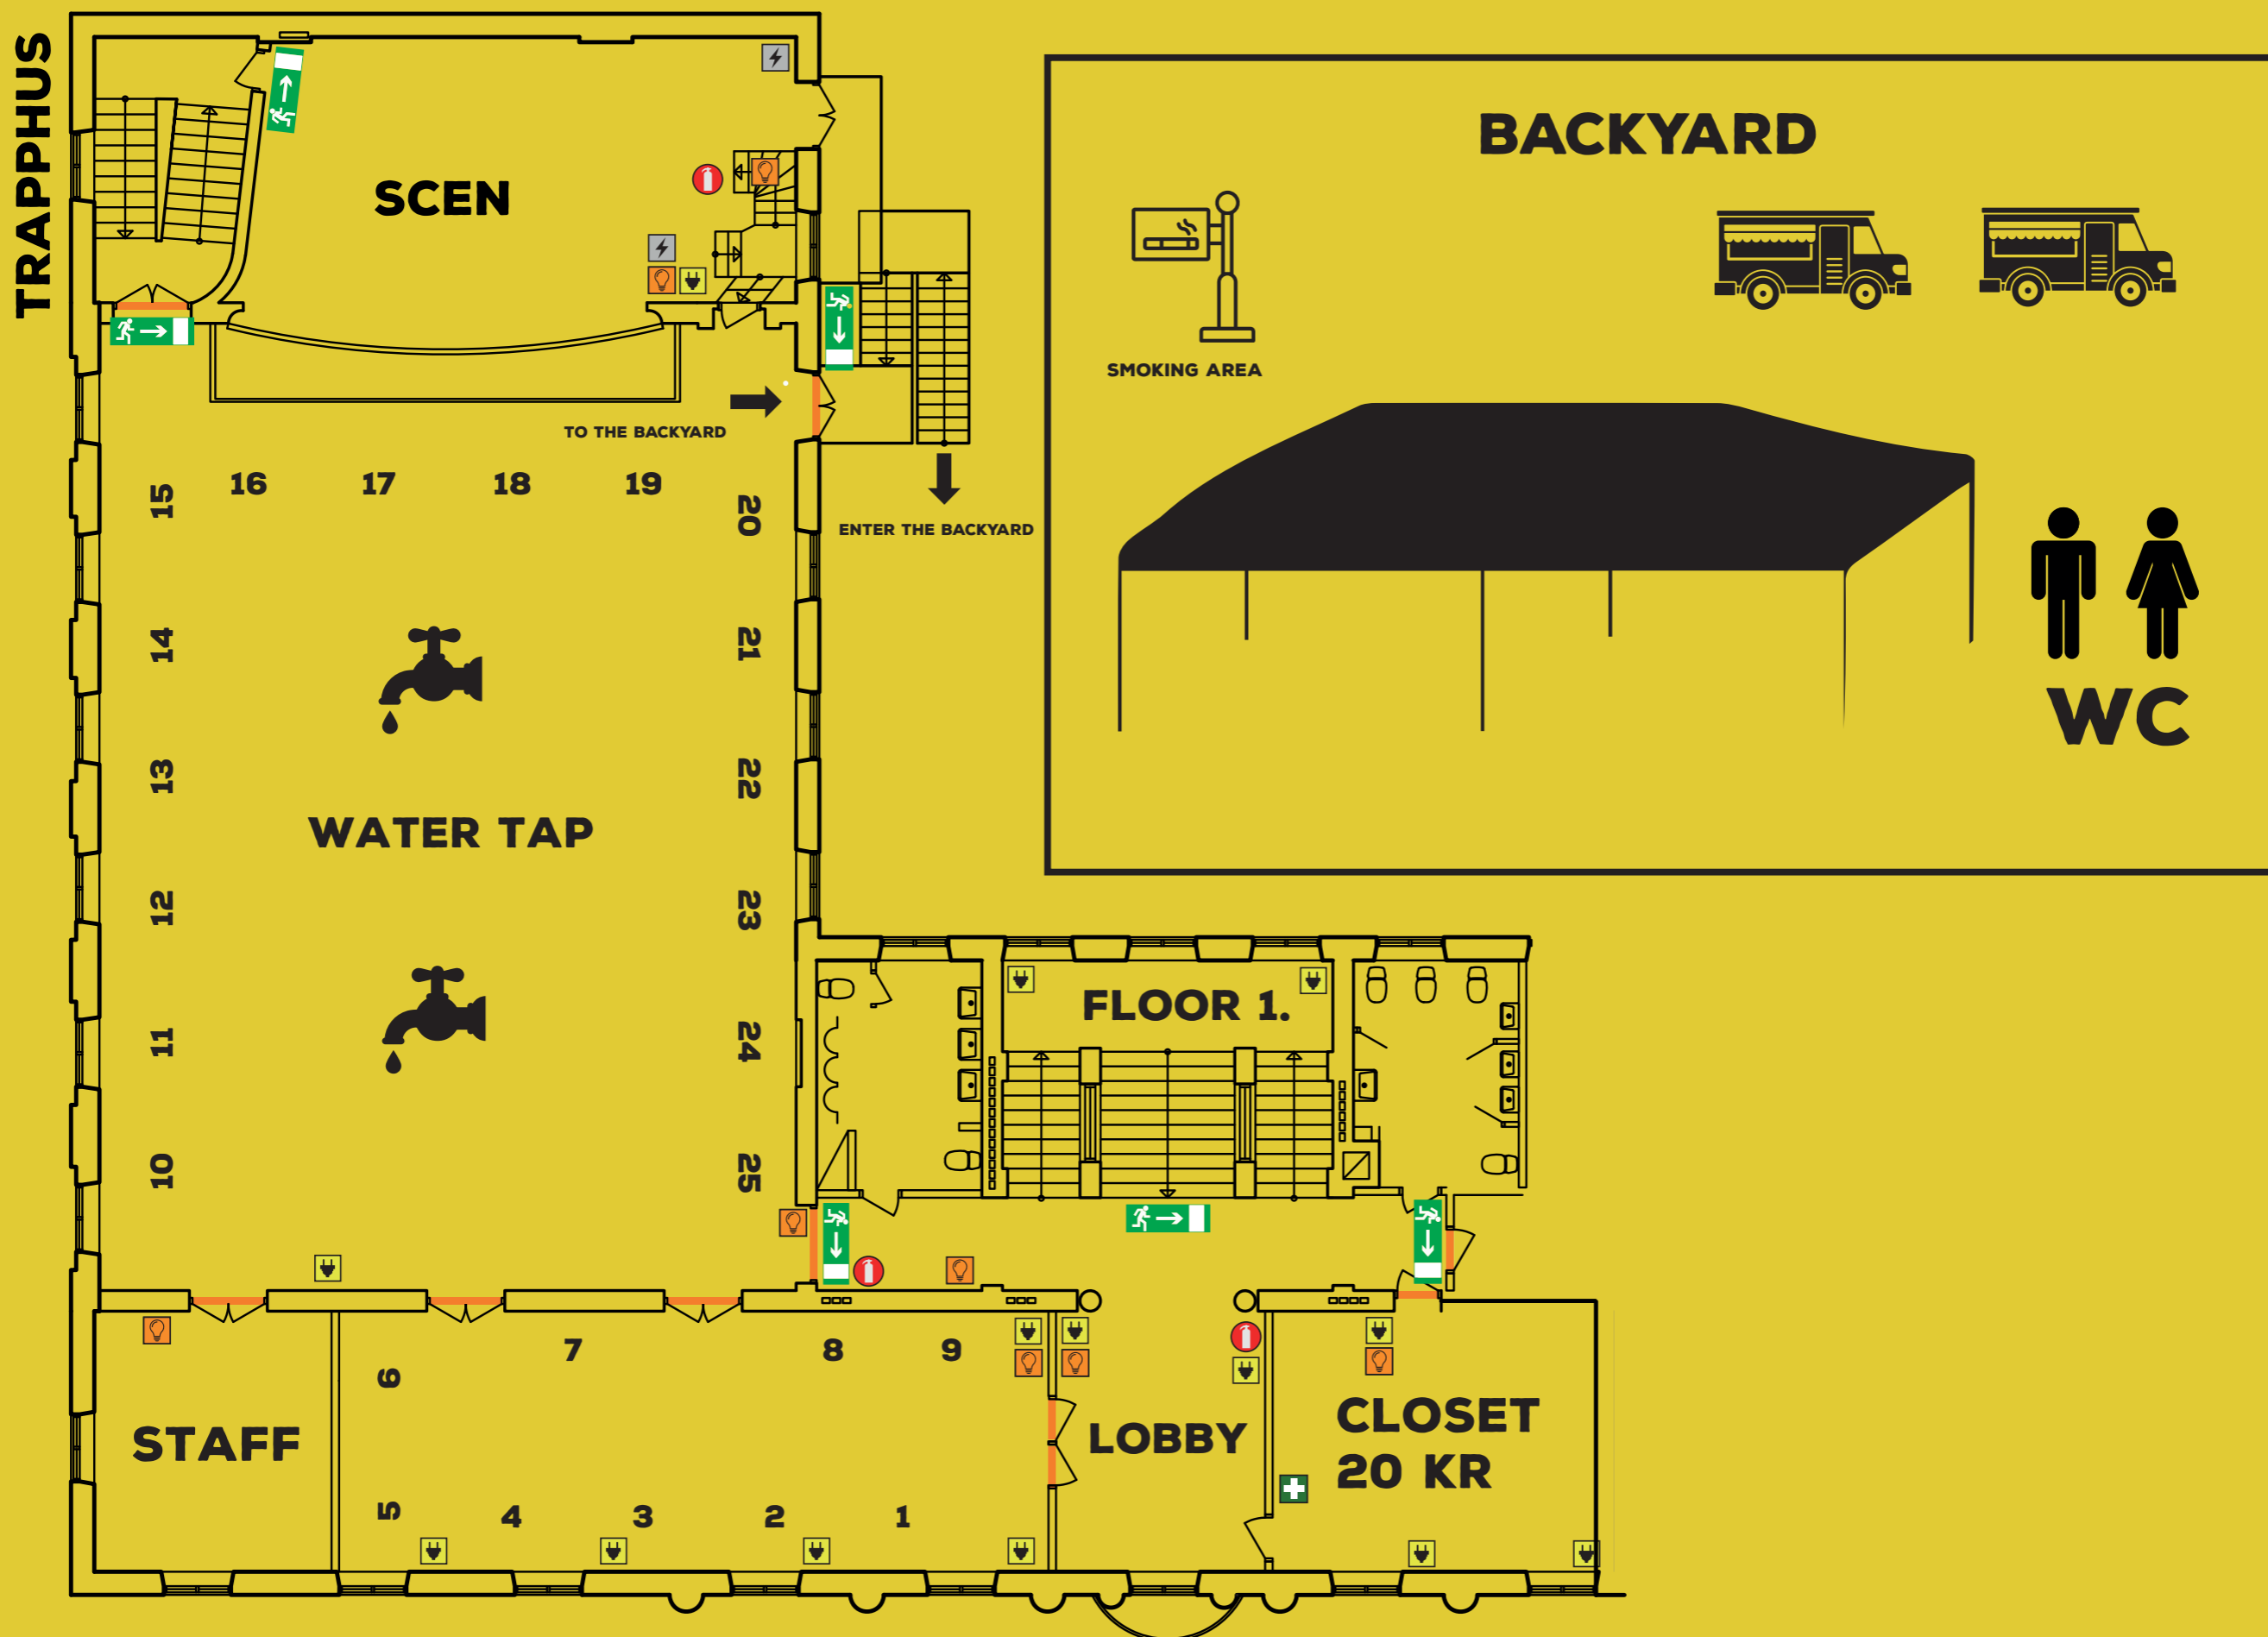 TRAPPHUS
SCEN
BACKYARD
SMOKING AREA
TO THE BACKYARD
ENTER THE BACKYARD
15
16
17
18
19
20
14
21
13
22
WATER TAP
12
23
11
24
10
25
WC
FLOOR 1.
6
7
8
9
STAFF
LOBBY
CLOSET
20 KR
5
4
3
2
1